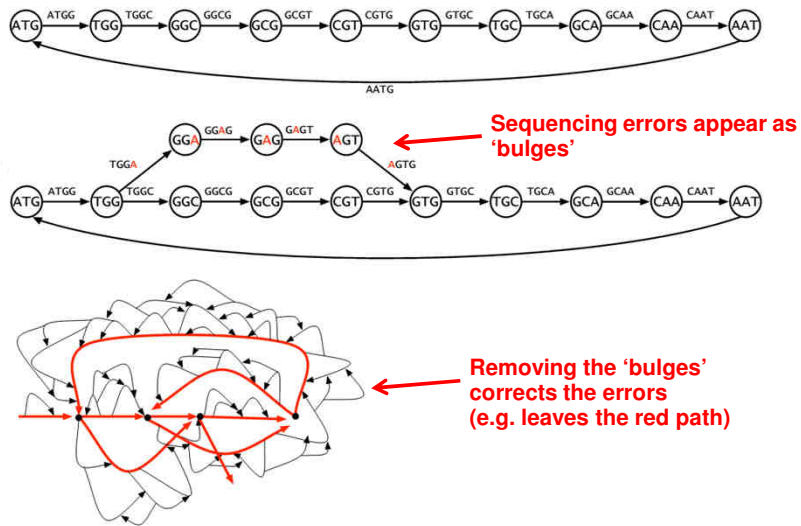 ATGG TGGC GGCG GCGT CGTG GTGC TGCA GCAA CAAT
ATG TGG GGC GCG CGT GTG TGC GCA CAA AAT
AATG
GGA GGAG GAG GAGT AGT
Sequencing errors appear as
'bulges'
TGGA AGTG
ATGG TGGC GGCG GCGT CGTG GTGC TGCA GCAA CAAT
ATG TGG GGC GCG CGT GTG TGC GCA CAA AAT
Removing the 'bulges'
corrects the errors
(e.g. leaves the red path)